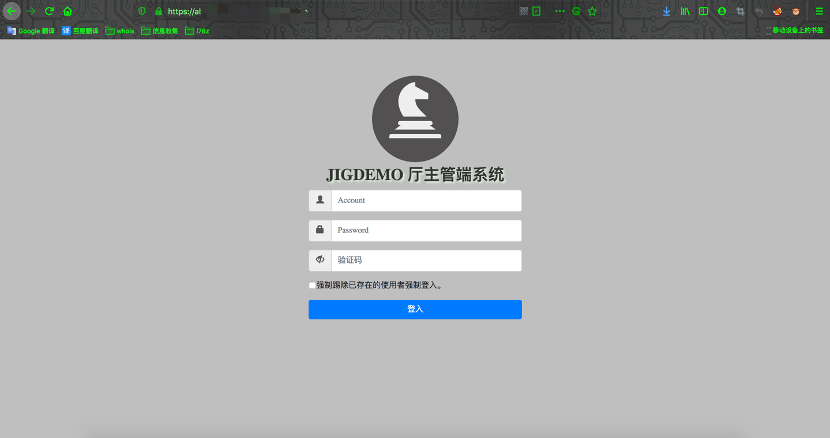 https://al
Google 翻译 百度翻译 whois 信息收集 f78z 移动设备上的书签
JIGDEMO 厅主管端系统
Account
Password
验证码
强制踢除已存在的使用者强制登入。
登入